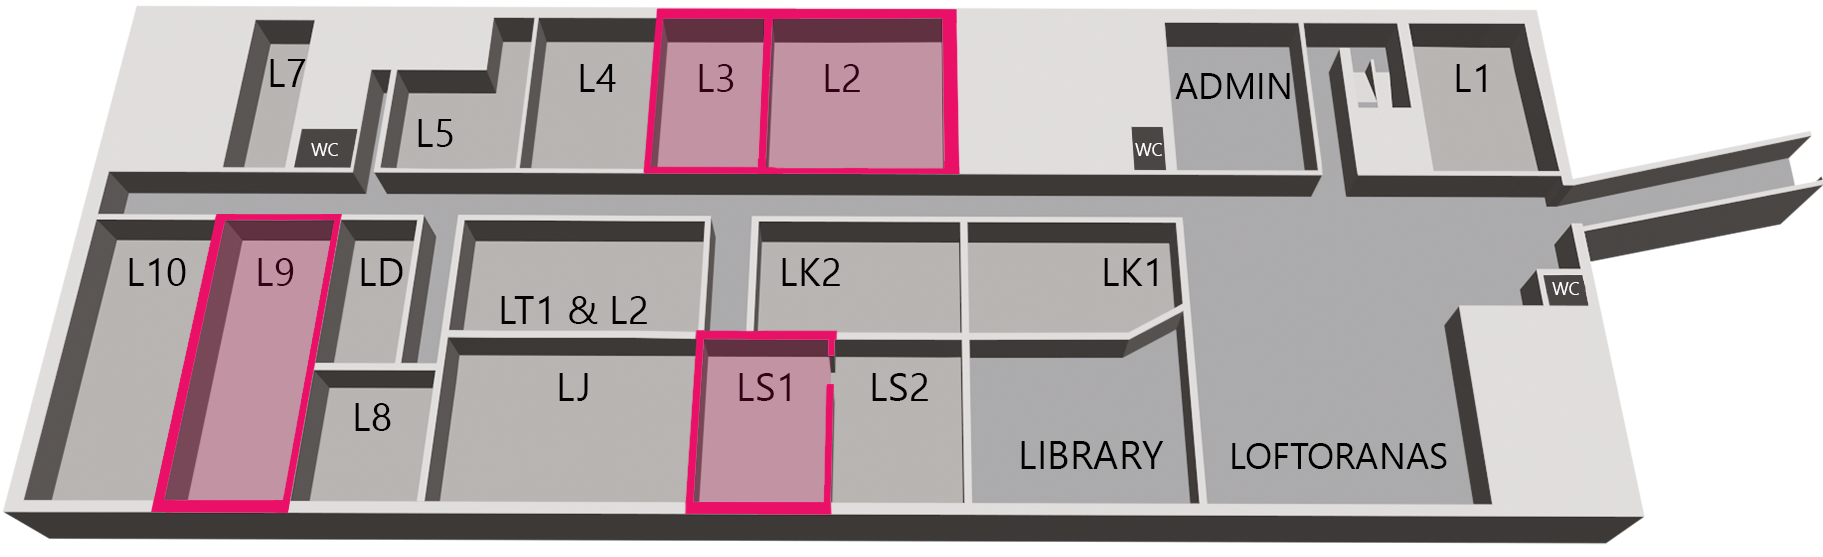 L7
WC
L5
L4
L3
L2
WC
ADMIN
L1
L10
L9
LD
LT1 & L2
LK2
LK1
WC
L8
LJ
LS1
LS2
LIBRARY
LOFTORANAS